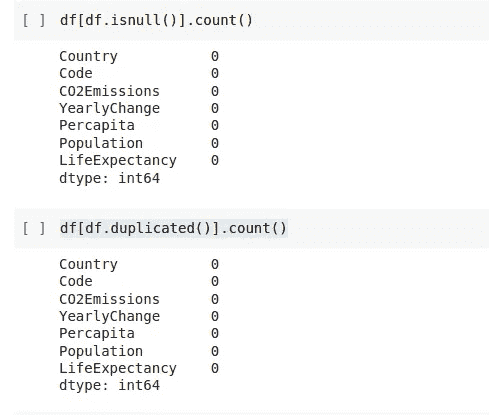 [ ] df[df.isnull()].count()
Country 0
Code 0
CO2Emissions 0
YearlyChange 0
Percapita 0
Population 0
LifeExpectancy 0
dtype: int64
[ ] df[df.duplicated()].count()
Country 0
Code 0
CO2Emissions 0
YearlyChange 0
Percapita 0
Population 0
LifeExpectancy 0
dtype: int64